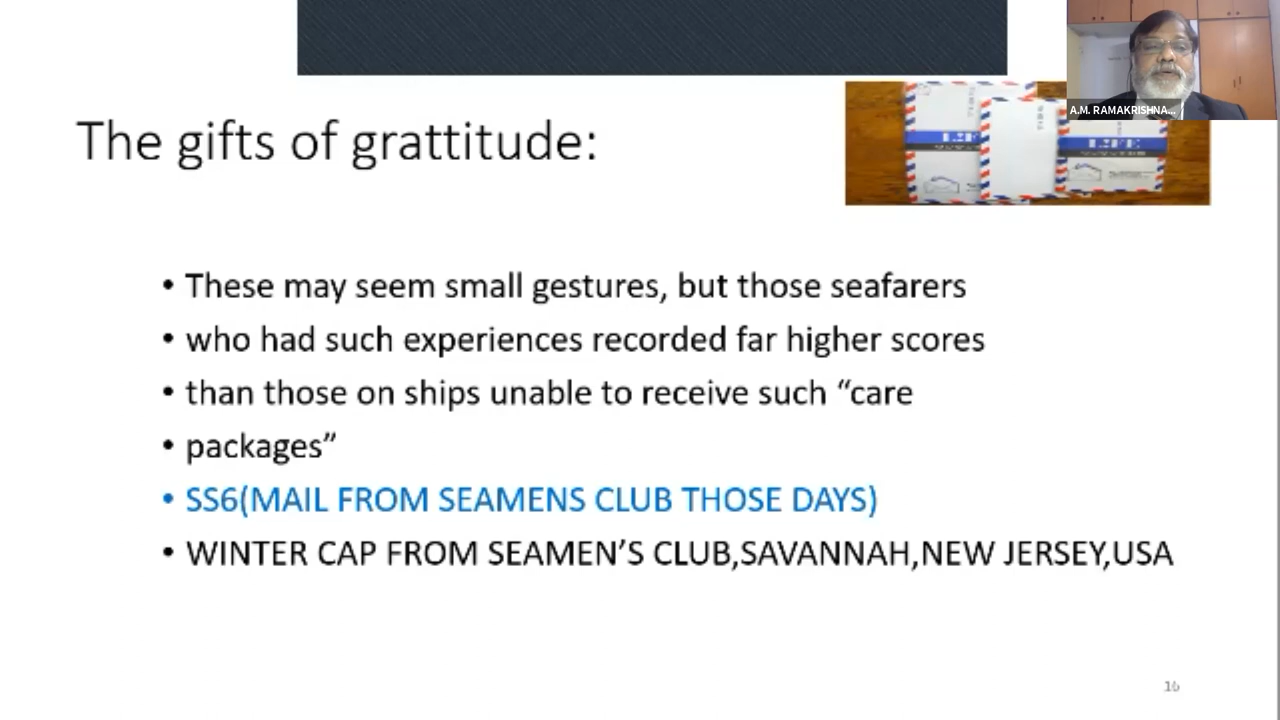 A.M. RAMAKRISHNA...
The gifts of grattitude:
LIFE
• These may seem small gestures, but those seafarers
• who had such experiences recorded far higher scores
• than those on ships unable to receive such “care
• packages”
• SS6(MAIL FROM SEAMENS CLUB THOSE DAYS)
• WINTER CAP FROM SEAMEN’S CLUB,SAVANNAH,NEW JERSEY,USA
16